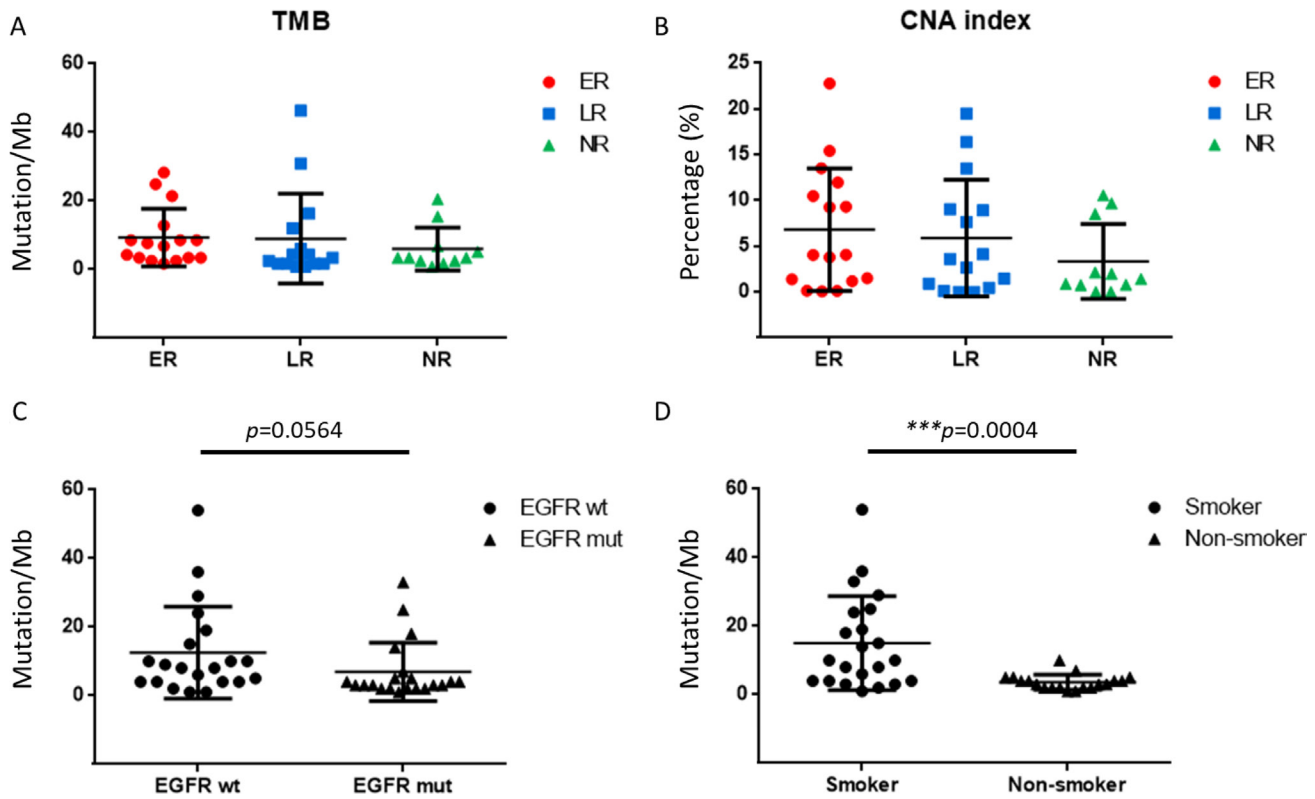 A
TMB
Mutation/Mb
60
40
20
0
ER
LR
NR
ER
LR
NR
B
CNA index
Percentage (%)
25
20
15
10
5
0
ER
LR
NR
ER
LR
NR
C
p=0.0564
Mutation/Mb
60
40
20
0
EGFR wt
EGFR mut
EGFR wt
EGFR mut
D
***p=0.0004
Mutation/Mb
60
40
20
0
Smoker
Non-smoker
Smoker
Non-smoker